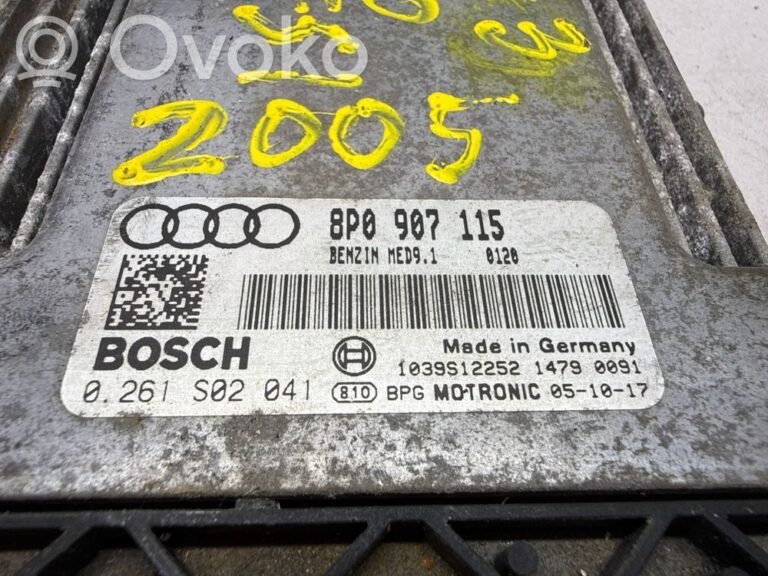 Ovoko
2005
8P0 907 115
BENZIN MED9.1 0120
BOSCH
Made in Germany
1039S12252 1479 0091
0.261 S02 041 810 BPG MOTRONIC 05-10-17